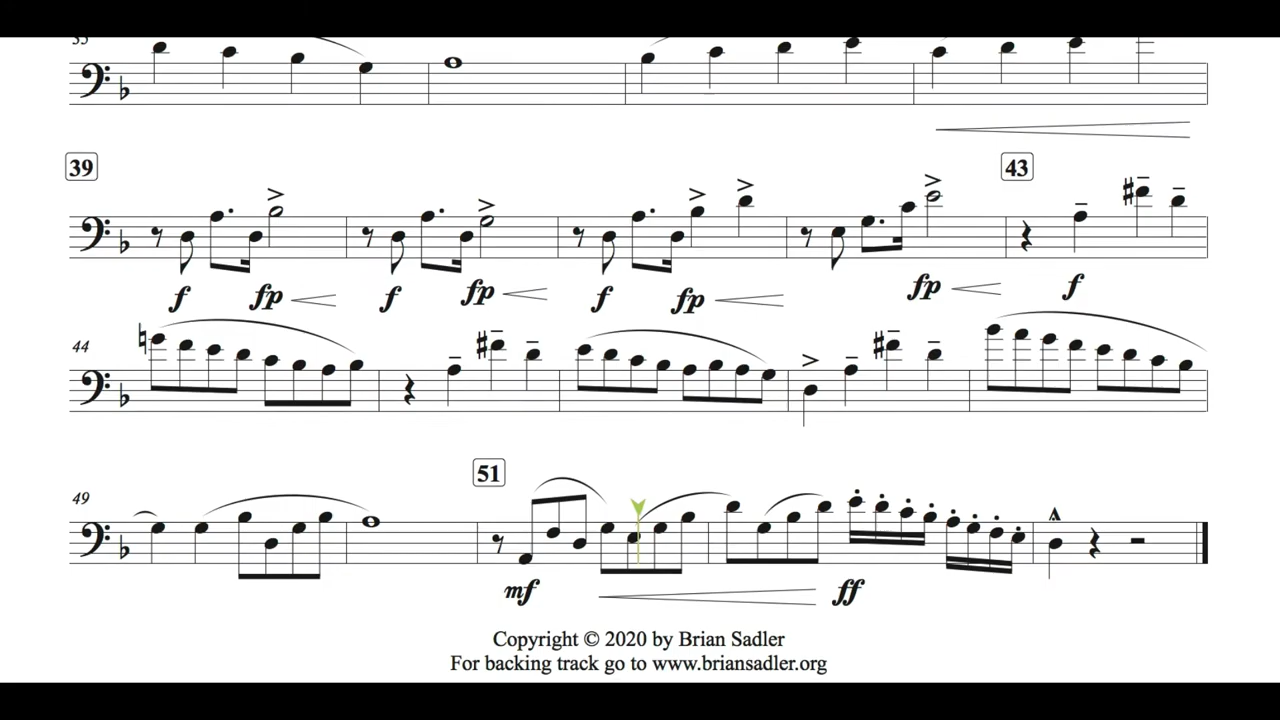 35
39
43
f fp f fp f fp fp f
44
49
51
mf ff
Copyright © 2020 by Brian Sadler
For backing track go to www.briansadler.org